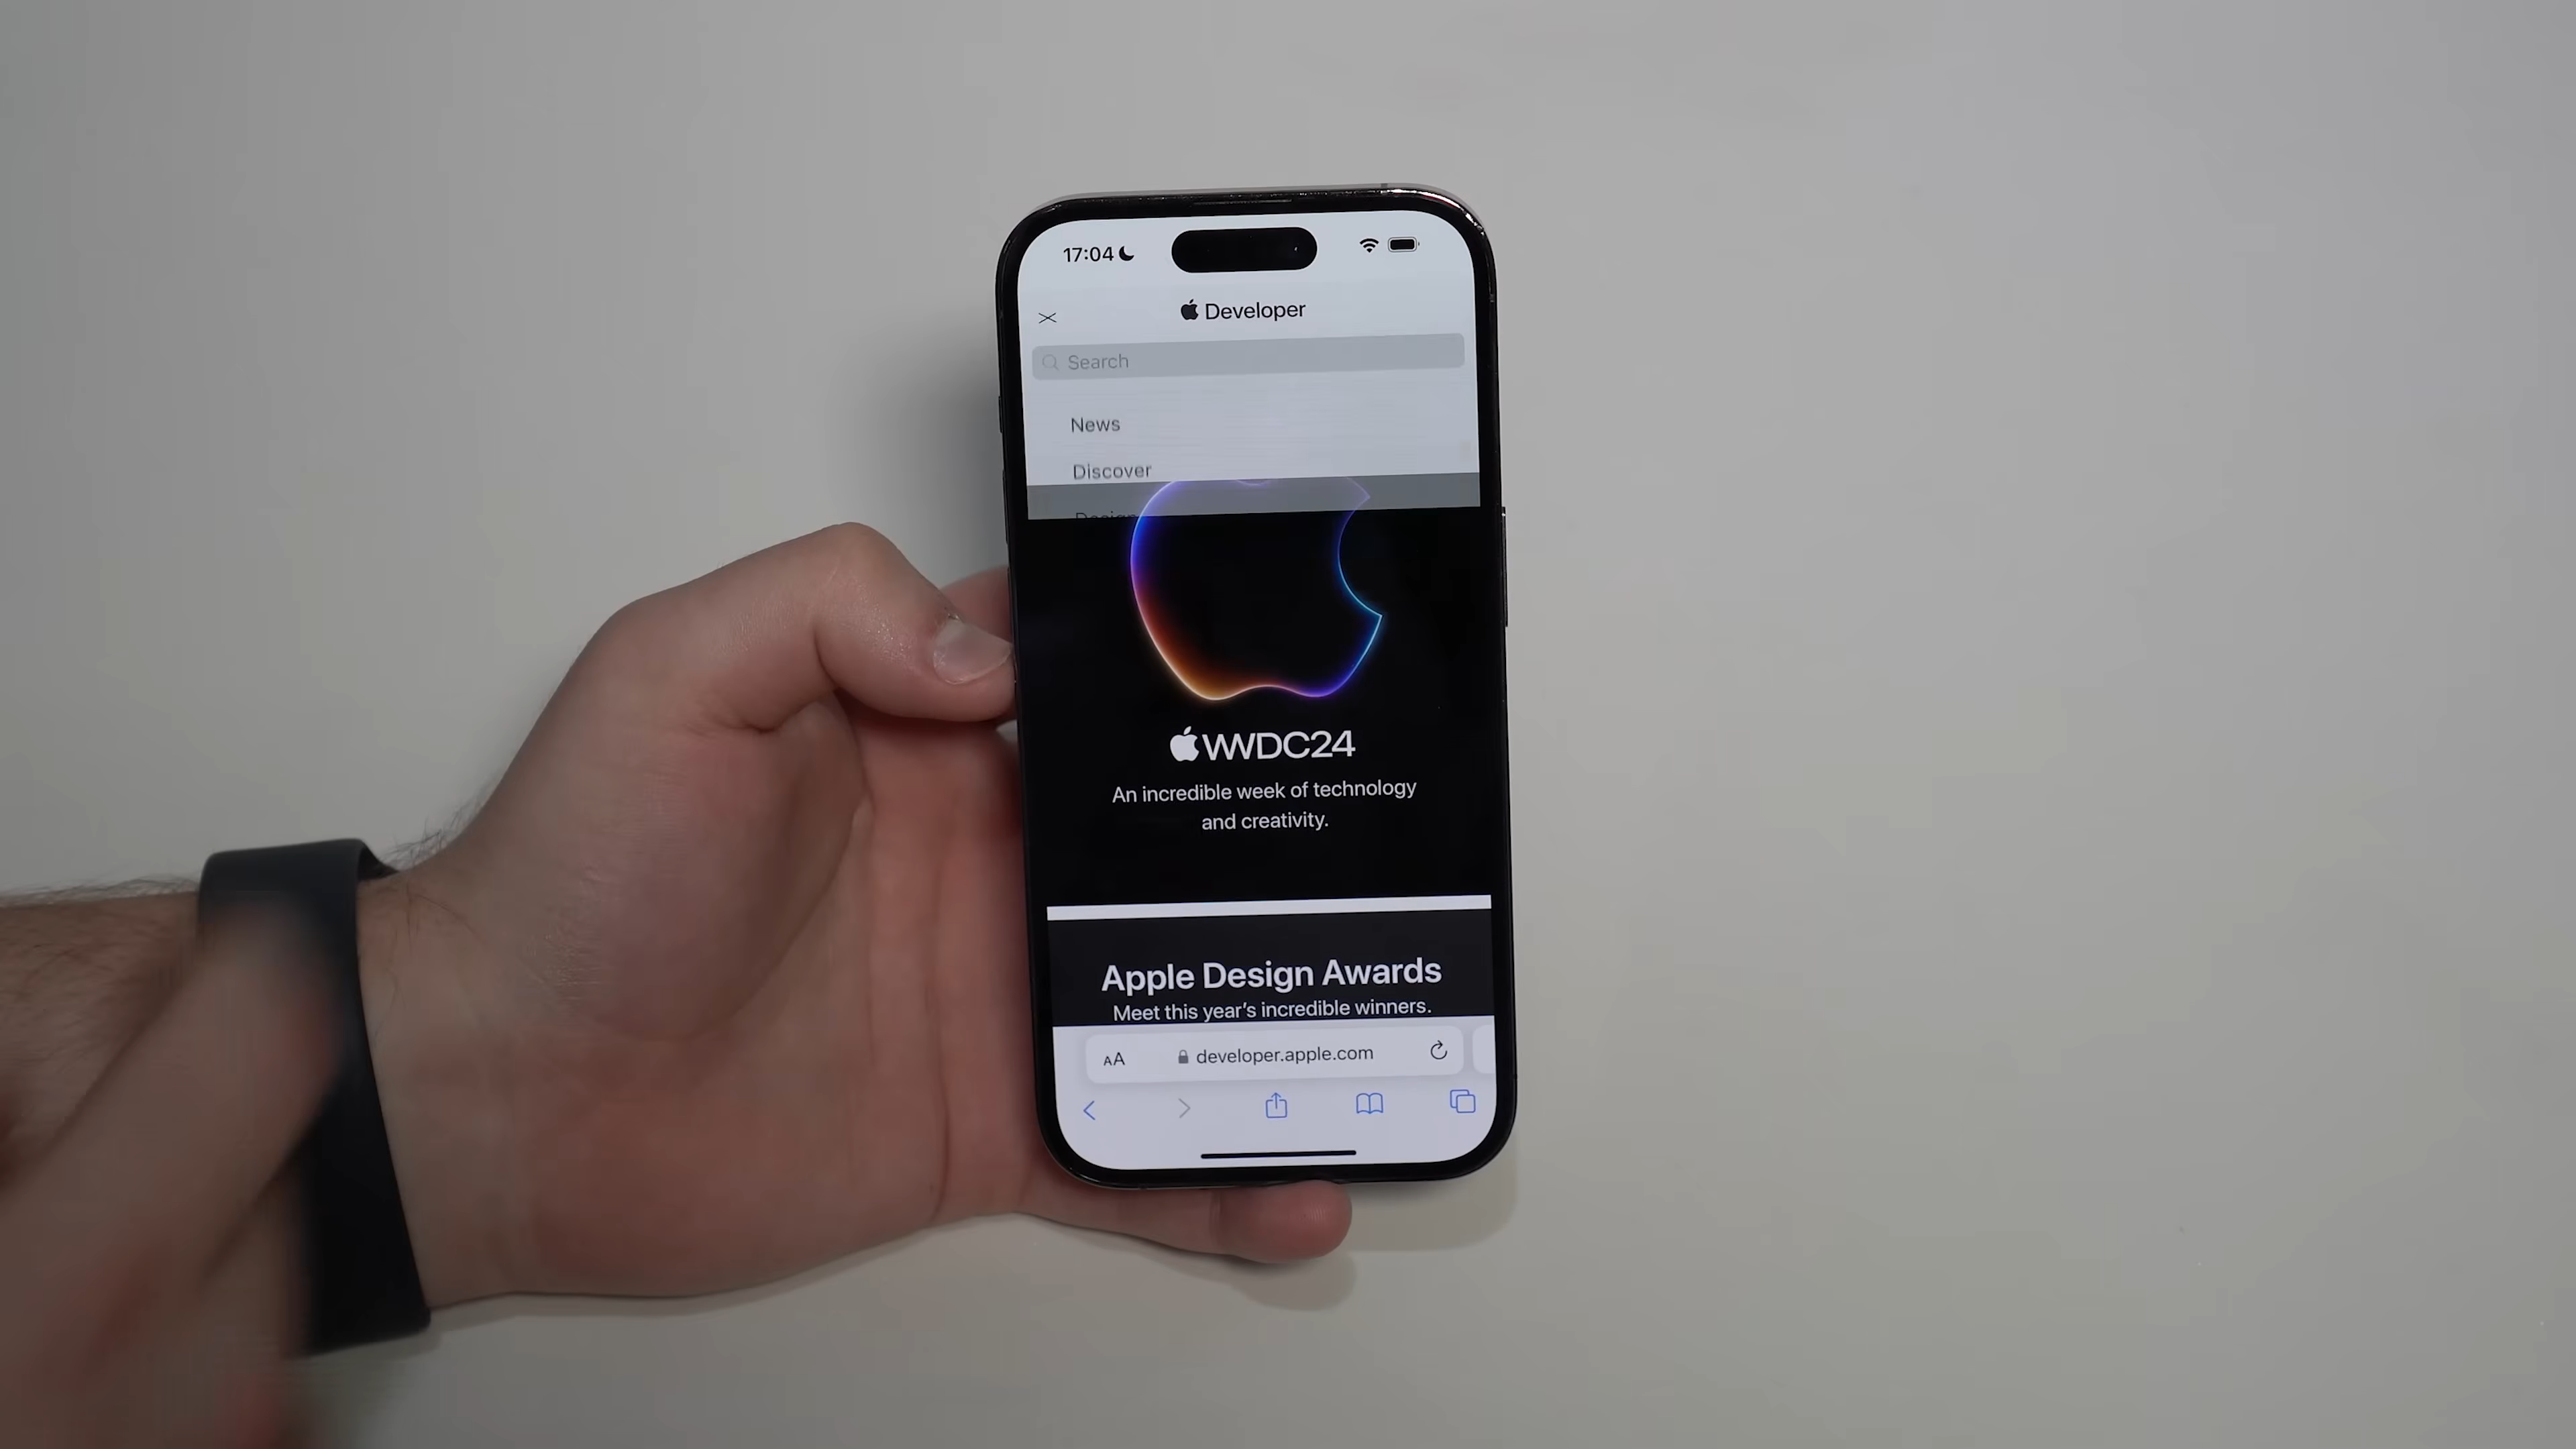 17:04
Developer
Search
News
Discover
Design
WWDC24
An incredible week of technology
and creativity.
Apple Design Awards
Meet this year's incredible winners.
AA developer.apple.com